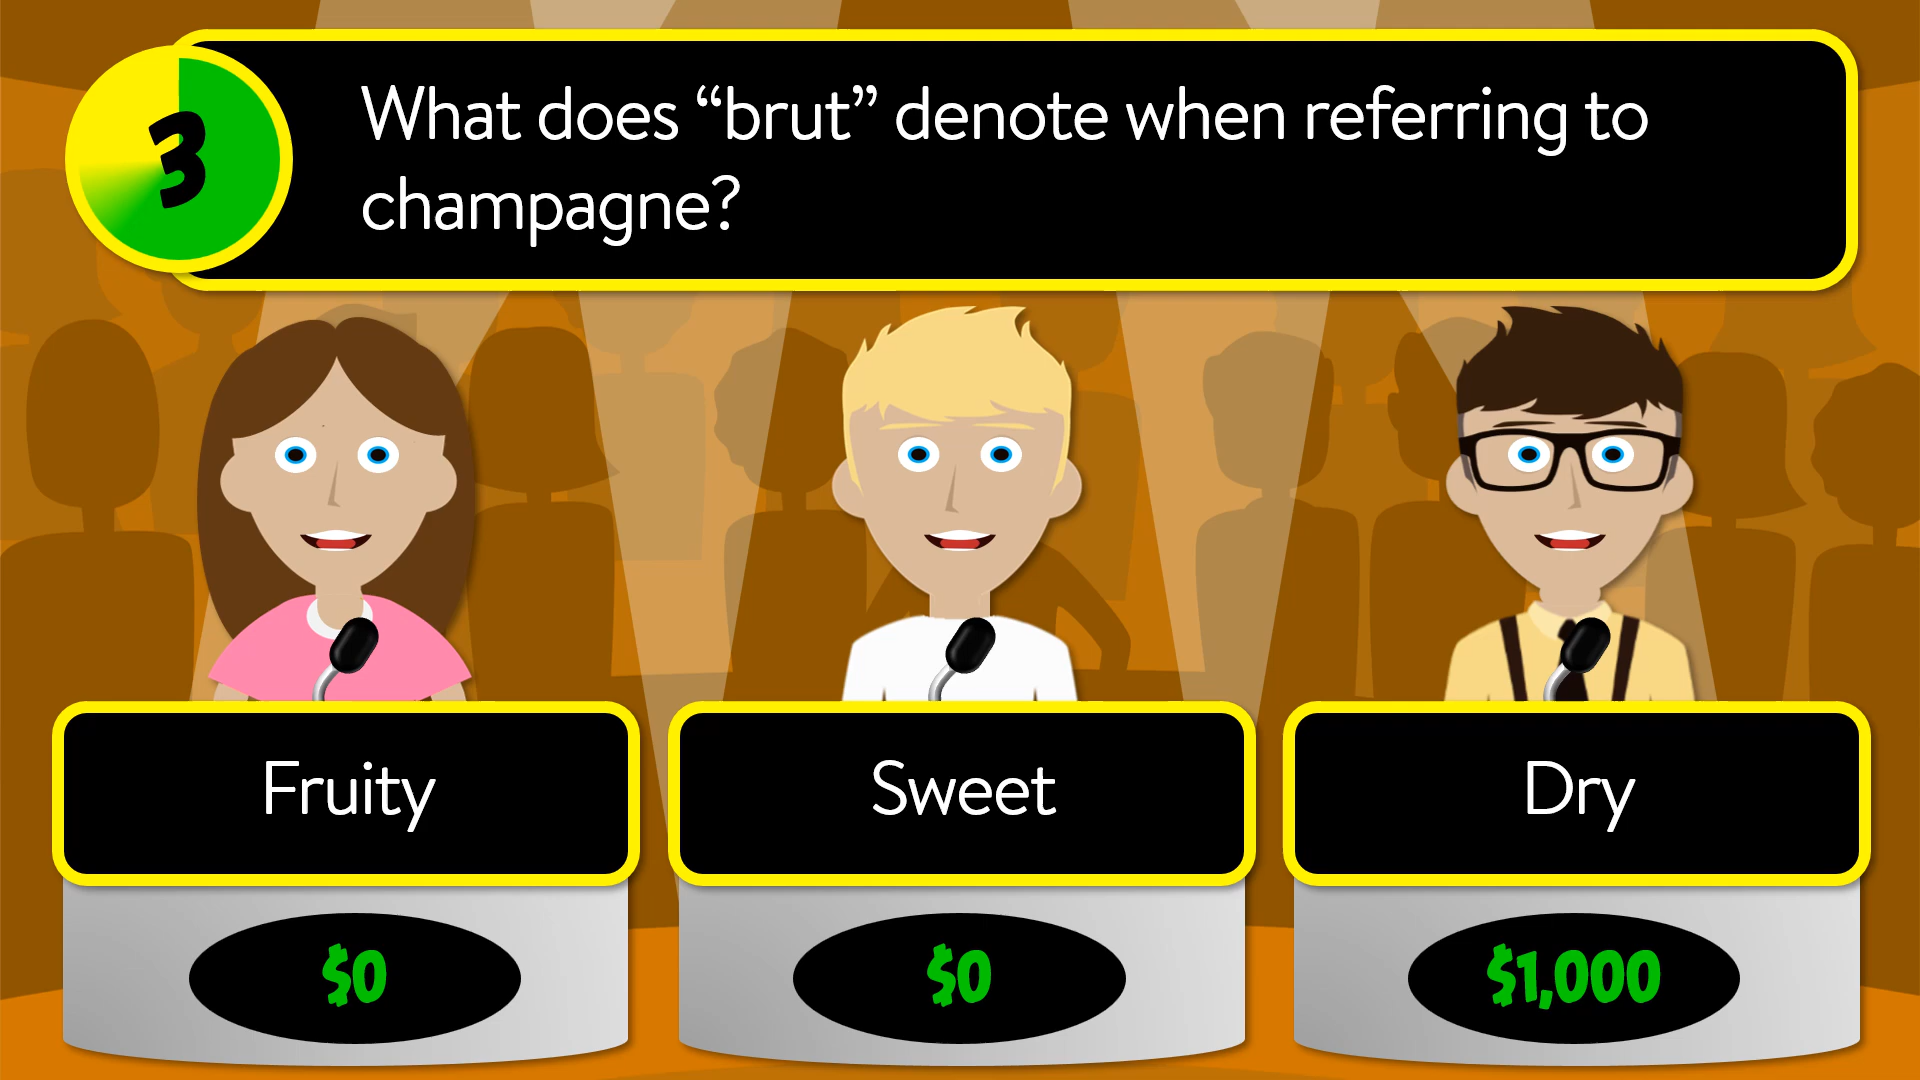 3
What does “brut” denote when referring to
champagne?
Fruity
Sweet
Dry
$0
$0
$1,000